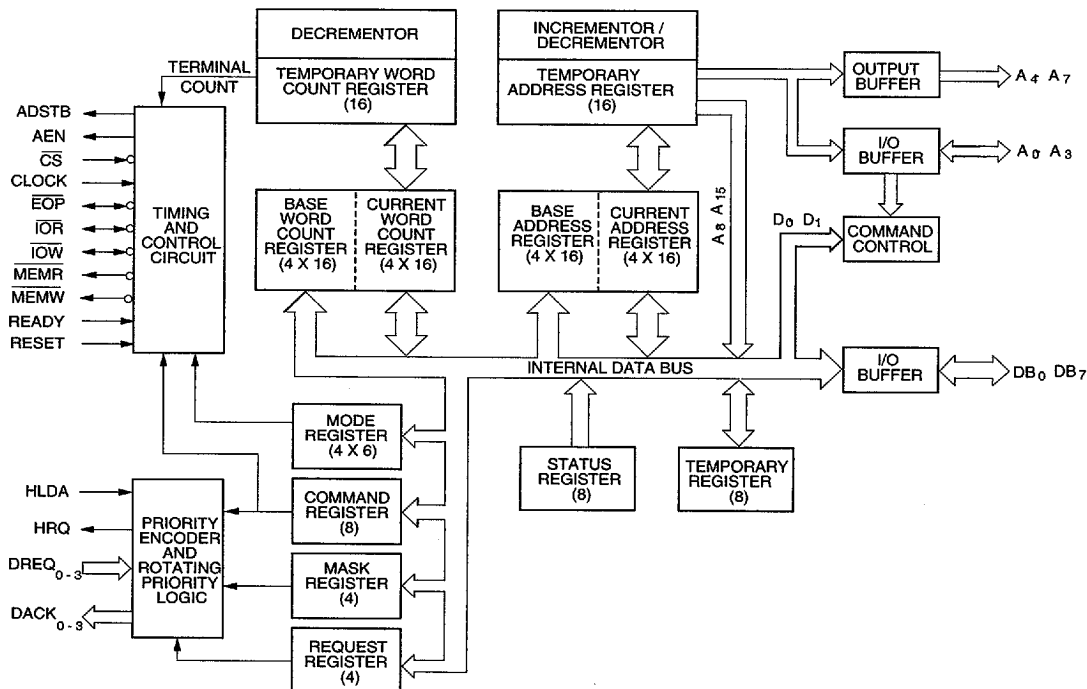 DECREMENTOR
TEMPORARY WORD
COUNT REGISTER
(16)
INCREMENTOR /
DECREMENTOR
TEMPORARY
ADDRESS REGISTER
(16)
OUTPUT
BUFFER
A4 A7
I/O
BUFFER
A0 A3
COMMAND
CONTROL
D0 D1
A8 A15
TERMINAL
COUNT
ADSTB
AEN
CS
CLOCK
EOP
IOR
IOW
MEMR
MEMW
READY
RESET
TIMING
AND
CONTROL
CIRCUIT
BASE
WORD
COUNT
REGISTER
(4 X 16)
CURRENT
WORD
COUNT
REGISTER
(4 X 16)
BASE
ADDRESS
REGISTER
(4 X 16)
CURRENT
ADDRESS
REGISTER
(4 X 16)
INTERNAL DATA BUS
I/O
BUFFER
DB0 DB7
MODE
REGISTER
(4 X 6)
STATUS
REGISTER
(8)
TEMPORARY
REGISTER
(8)
COMMAND
REGISTER
(8)
MASK
REGISTER
(4)
REQUEST
REGISTER
(4)
HLDA
HRQ
DREQ0-3
DACK0-3
PRIORITY
ENCODER
AND
ROTATING
PRIORITY
LOGIC